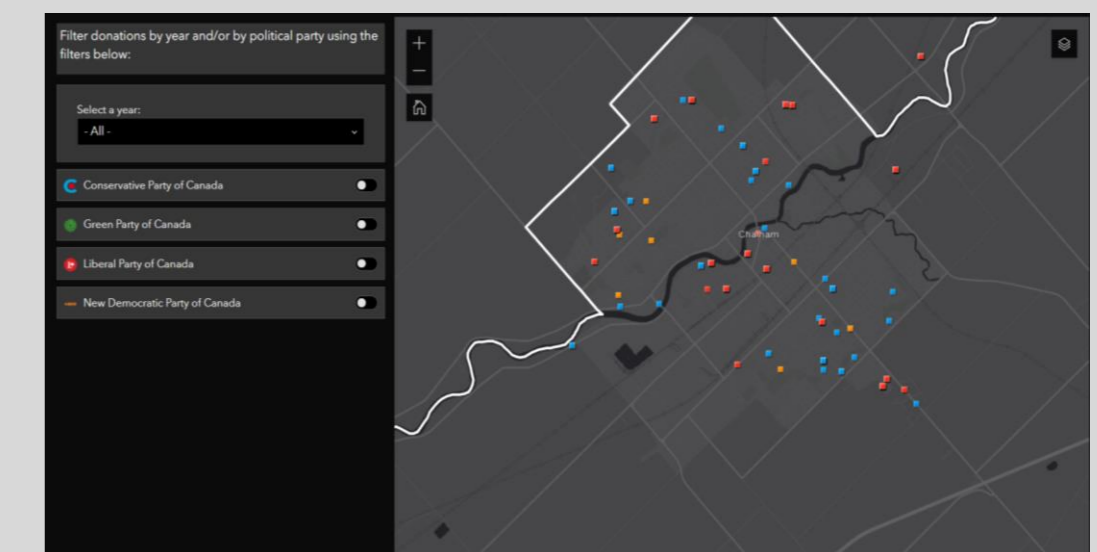 Filter donations by year and/or by political party using the
filters below:
Select a year:
- All -
Conservative Party of Canada
Green Party of Canada
Liberal Party of Canada
New Democratic Party of Canada
+
−
Chatham